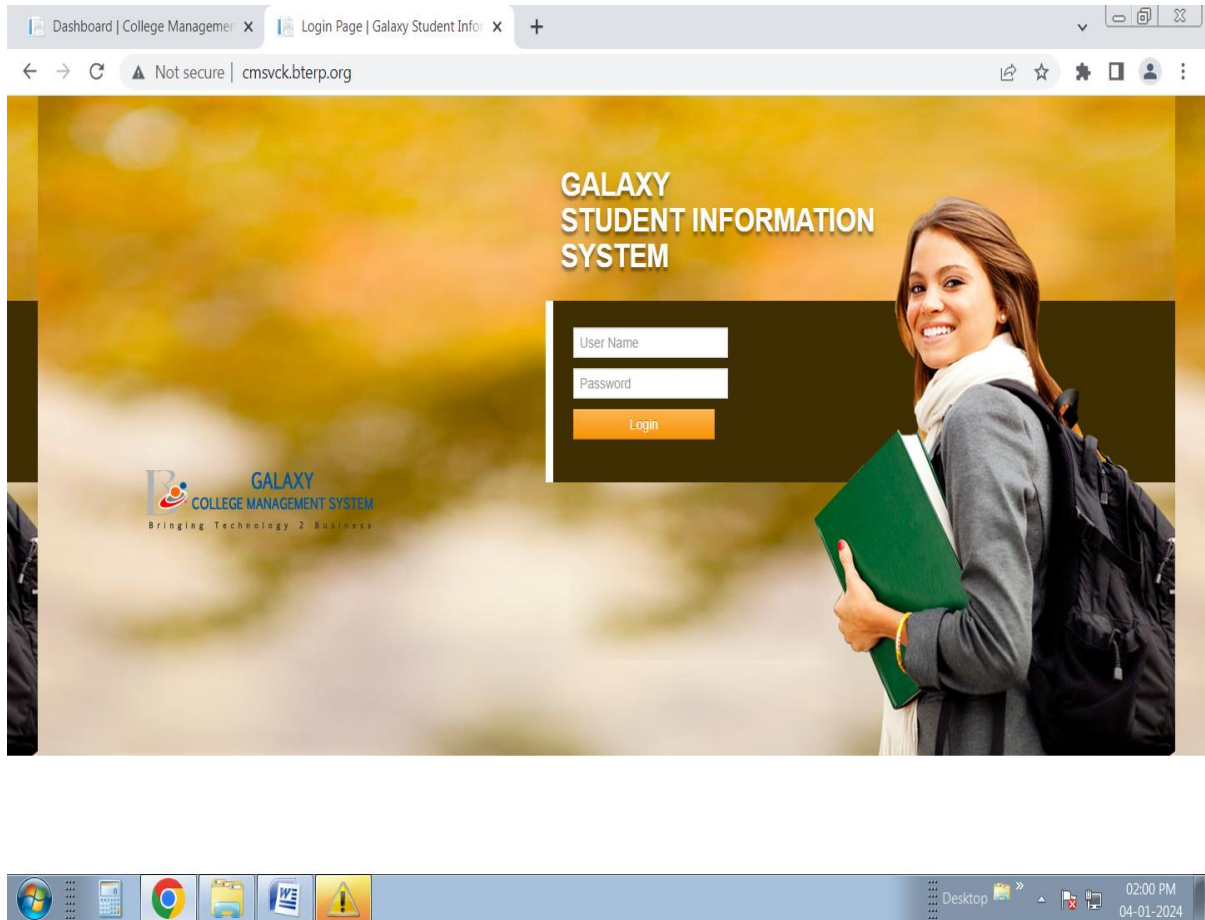 Dashboard | College Managemer
Login Page | Galaxy Student Infor
Not secure | cmsvck.bterp.org
GALAXY
STUDENT INFORMATION
SYSTEM
User Name
Password
Login
GALAXY
COLLEGE MANAGEMENT SYSTEM
Bringing Technology 2 Business
Desktop »
02:00 PM
04-01-2024